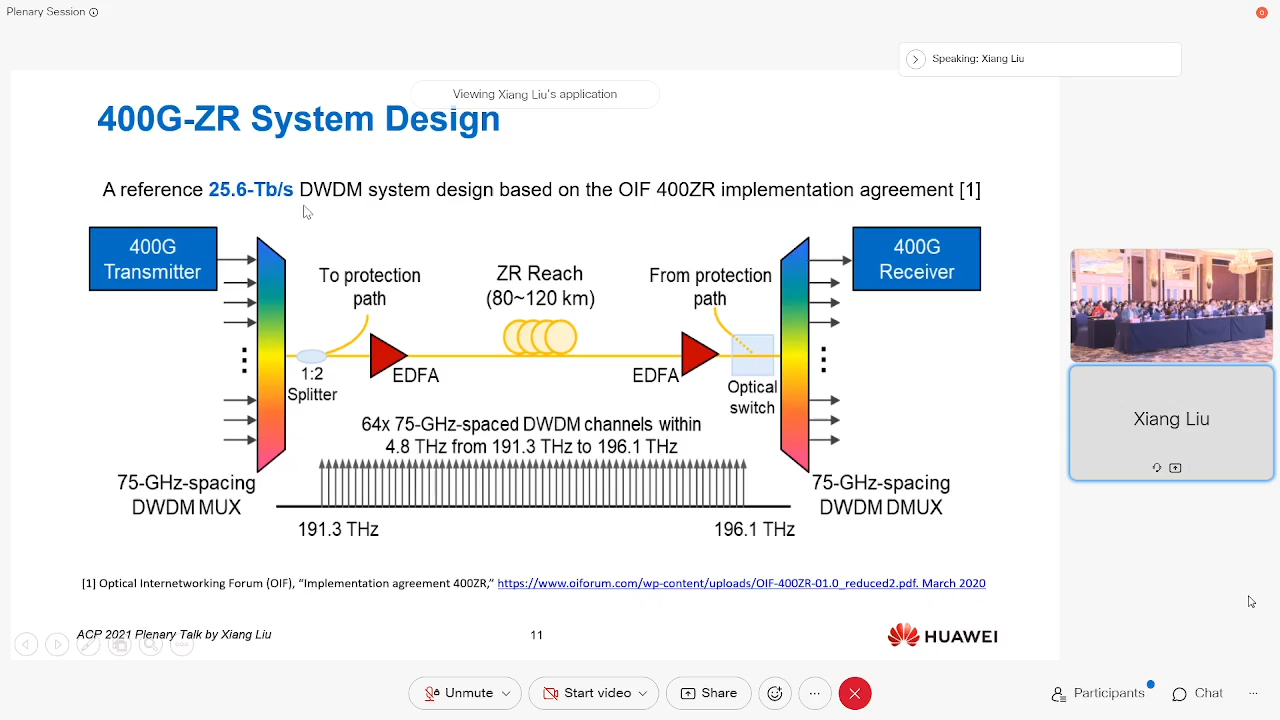 Plenary Session
Speaking: Xiang Liu
Viewing Xiang Liu's application
400G-ZR System Design
A reference 25.6-Tb/s DWDM system design based on the OIF 400ZR implementation agreement [1]
400G
Transmitter
To protection
path
ZR Reach
(80~120 km)
From protection
path
400G
Receiver
1:2
Splitter
EDFA
EDFA
Optical
switch
64x 75-GHz-spaced DWDM channels within
4.8 THz from 191.3 THz to 196.1 THz
75-GHz-spacing
DWDM MUX
75-GHz-spacing
DWDM DMUX
191.3 THz
196.1 THz
[1] Optical Internetworking Forum (OIF), “Implementation agreement 400ZR,” https://www.oiforum.com/wp-content/uploads/OIF-400ZR-01.0_reduced2.pdf. March 2020
ACP 2021 Plenary Talk by Xiang Liu
11
HUAWEI
Xiang Liu
Unmute
Start video
Share
Participants
Chat